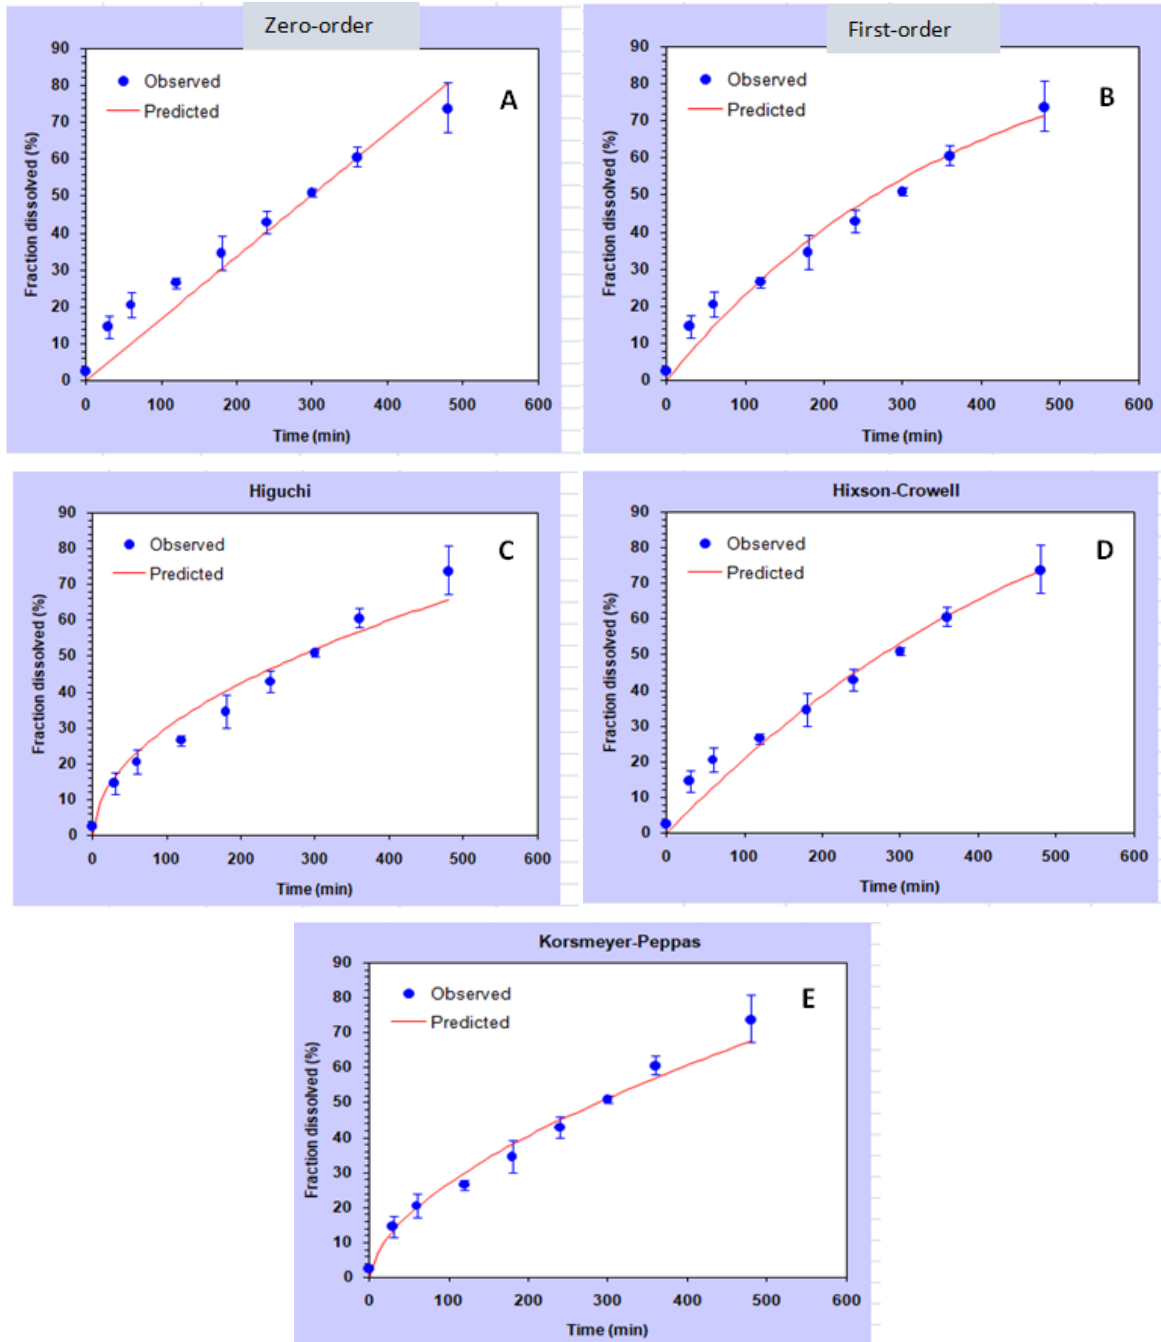 Zero-order
90
80
70
60
50
40
30
20
10
0
Fraction dissolved (%)
Observed
Predicted
A
0 100 200 300 400 500 600
Time (min)
First-order
90
80
70
60
50
40
30
20
10
0
Fraction dissolved (%)
Observed
Predicted
B
0 100 200 300 400 500 600
Time (min)
Higuchi
90
80
70
60
50
40
30
20
10
0
Fraction dissolved (%)
Observed
Predicted
C
0 100 200 300 400 500 600
Time (min)
Hixson-Crowell
90
80
70
60
50
40
30
20
10
0
Fraction dissolved (%)
Observed
Predicted
D
0 100 200 300 400 500 600
Time (min)
Korsmeyer-Peppas
90
80
70
60
50
40
30
20
10
0
Fraction dissolved (%)
Observed
Predicted
E
0 100 200 300 400 500 600
Time (min)